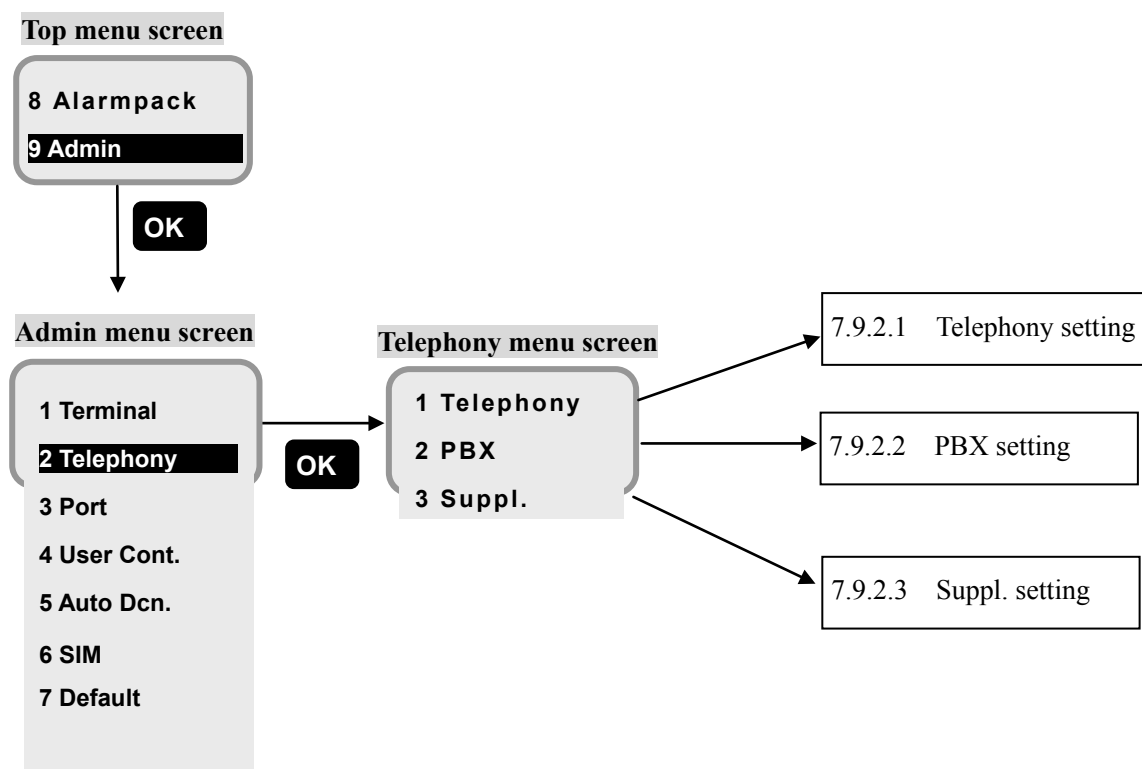 Top menu screen
8 Alarmpack
9 Admin
OK
Admin menu screen
1 Terminal
2 Telephony
3 Port
4 User Cont.
5 Auto Dcn.
6 SIM
7 Default
OK
Telephony menu screen
1 Telephony
2 PBX
3 Suppl.
7.9.2.1 Telephony setting
7.9.2.2 PBX setting
7.9.2.3 Suppl. setting